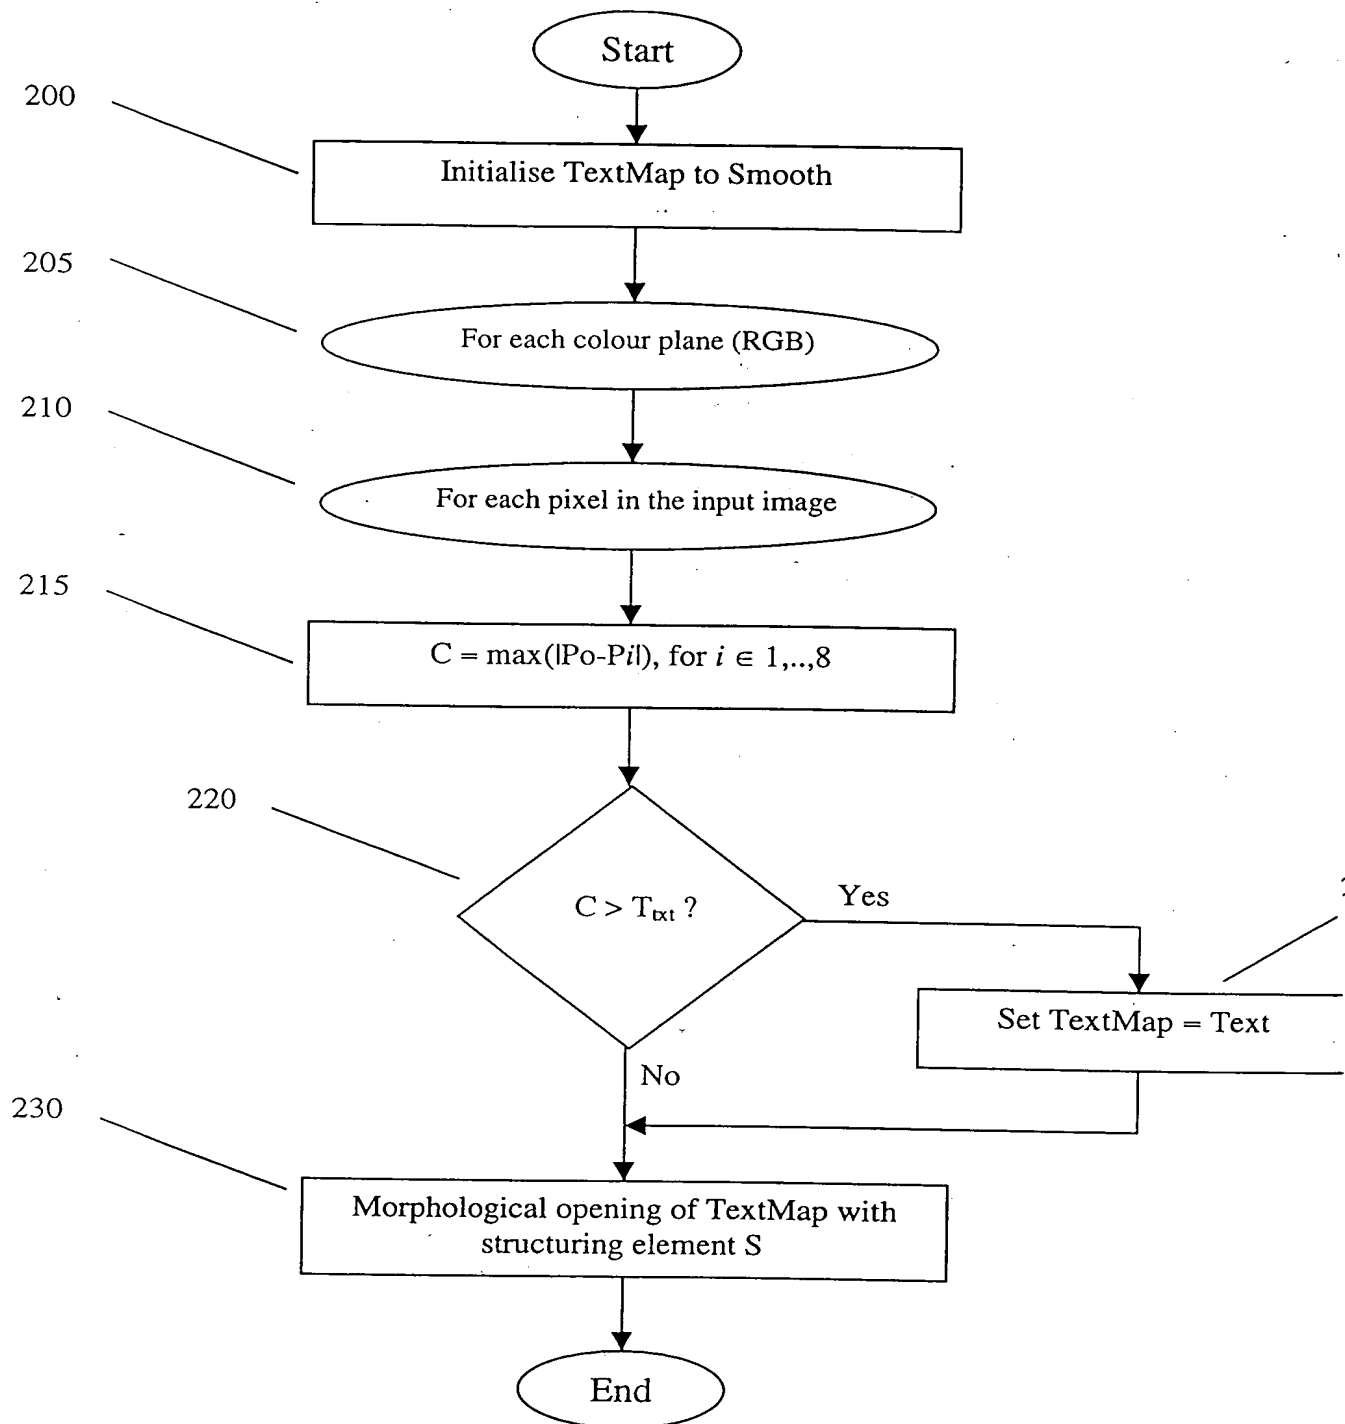 Start
200
Initialise TextMap to Smooth
205
For each colour plane (RGB)
210
For each pixel in the input image
215
C = max(|Po-Pi|), for i ∈ 1,..,8
220
C > Ttxt ?
Yes
Set TextMap = Text
No
230
Morphological opening of TextMap with
structuring element S
End